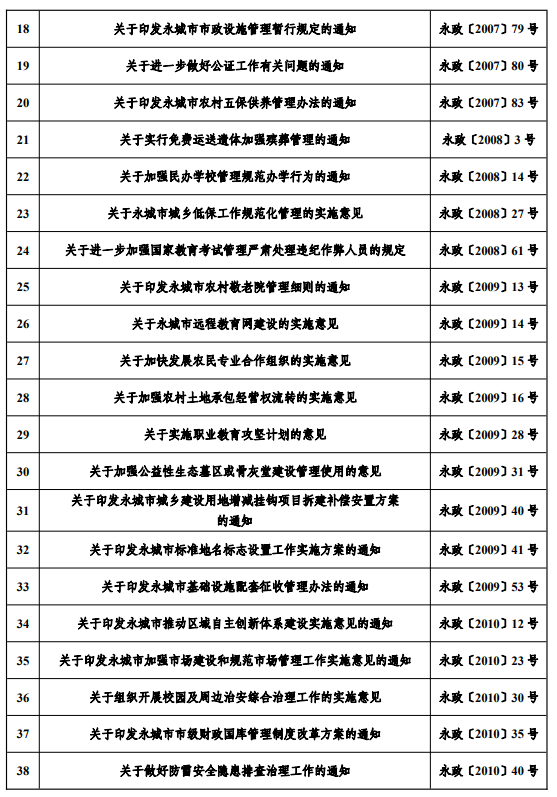 18 关于印发永城市市政设施管理暂行规定的通知 永政〔2007〕79 号
19 关于进一步做好公证工作有关问题的通知 永政〔2007〕80 号
20 关于印发永城市农村五保供养管理办法的通知 永政〔2007〕83 号
21 关于实行免费运送遗体加强殡葬管理的通知 永政〔2008〕3 号
22 关于加强民办学校管理规范办学行为的通知 永政〔2008〕14 号
23 关于永城市城乡低保工作规范化管理的实施意见 永政〔2008〕27 号
24 关于进一步加强国家教育考试管理严肃处理违纪作弊人员的规定 永政〔2008〕61 号
25 关于印发永城市农村敬老院管理细则的通知 永政〔2009〕13 号
26 关于永城市远程教育网建设的实施意见 永政〔2009〕14 号
27 关于加快发展农民专业合作组织的实施意见 永政〔2009〕15 号
28 关于加强农村土地承包经营权流转的实施意见 永政〔2009〕16 号
29 关于实施职业教育攻坚计划的意见 永政〔2009〕28 号
30 关于加强公益性生态墓区或骨灰堂建设管理使用的意见 永政〔2009〕31 号
31 关于印发永城市城乡建设用地增减挂钩项目拆建补偿安置方案
的通知 永政〔2009〕40 号
32 关于印发永城市标准地名标志设置工作实施方案的通知 永政〔2009〕41 号
33 关于印发永城市基础设施配套征收管理办法的通知 永政〔2009〕53 号
34 关于印发永城市推动区域自主创新体系建设实施意见的通知 永政〔2010〕12 号
35 关于印发永城市加强市场建设和规范市场管理工作实施意见的通知 永政〔2010〕23 号
36 关于组织开展校园及周边治安综合治理工作的实施意见 永政〔2010〕30 号
37 关于印发永城市市级财政国库管理制度改革方案的通知 永政〔2010〕35 号
38 关于做好防雷安全隐患排查治理工作的通知 永政〔2010〕40 号